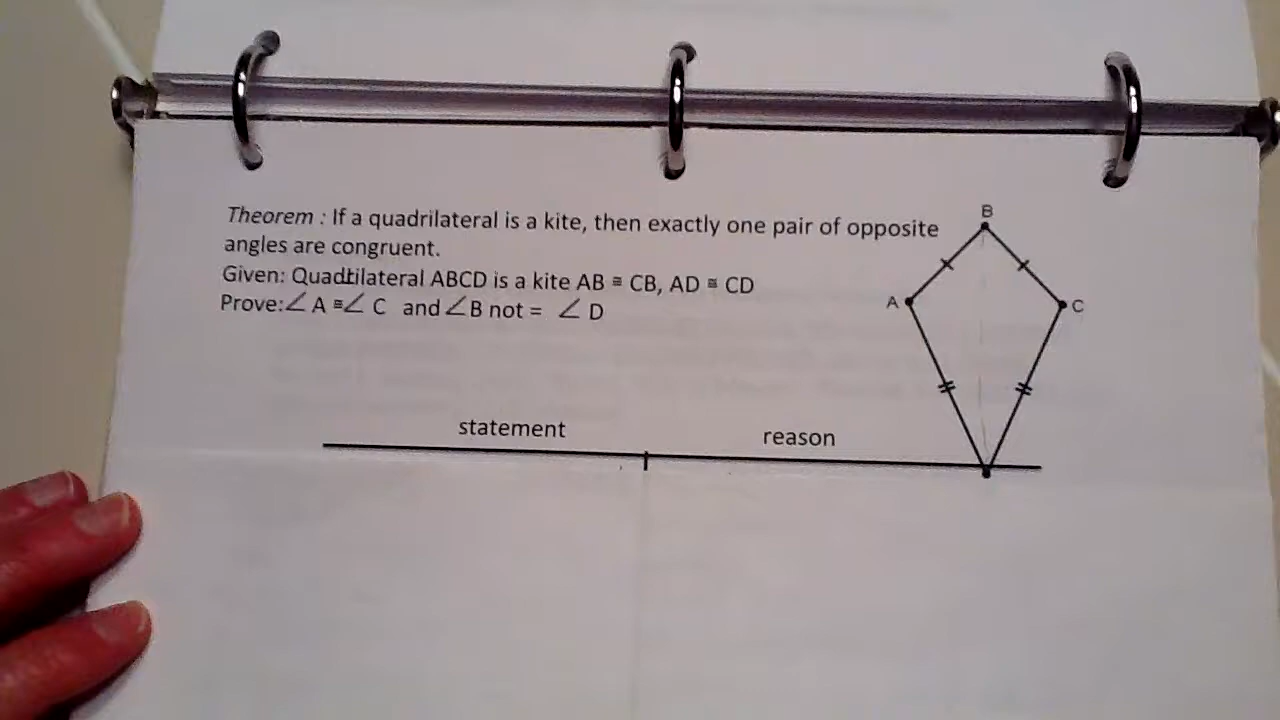 Theorem : If a quadrilateral is a kite, then exactly one pair of opposite
angles are congruent.
Given: Quadrilateral ABCD is a kite AB ≅ CB, AD ≅ CD
Prove:∠ A ≅∠ C and ∠B not = ∠ D
B
A
C
statement
reason